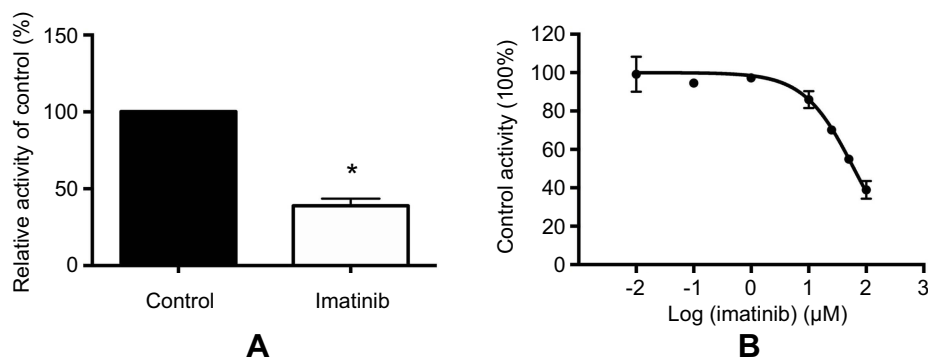 Relative activity of control (%)
150
100
50
0
*
Control
Imatinib
A
Control activity (100%)
120
100
80
60
40
20
0
-2
-1
0
1
2
3
Log (imatinib) (µM)
B